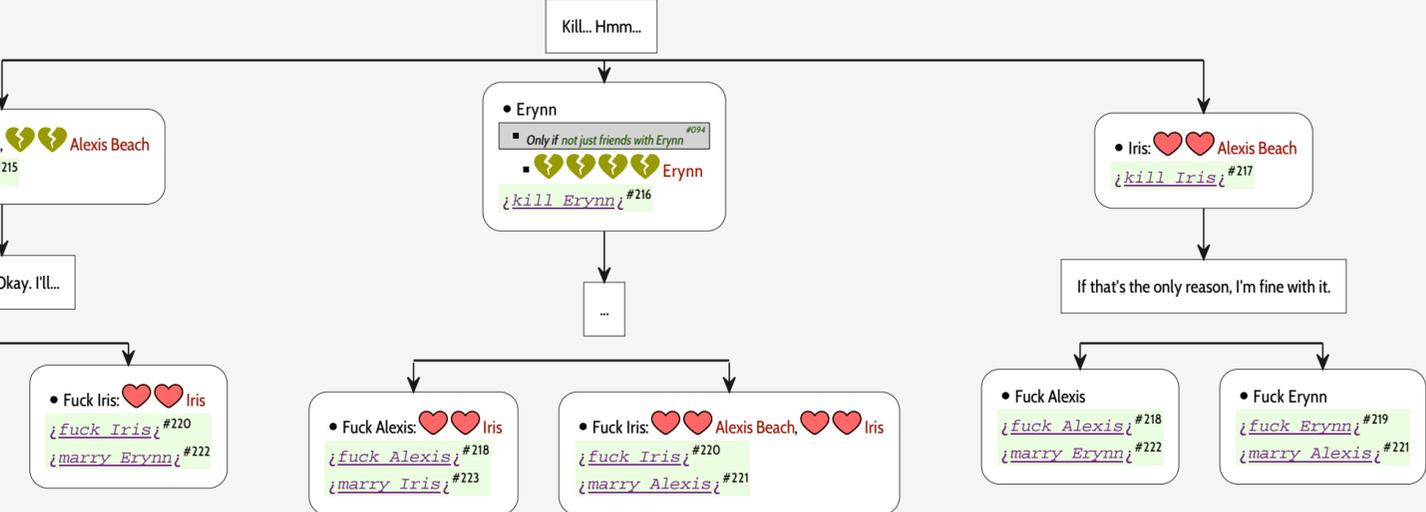 Kill... Hmm...
, Alexis Beach
215
Okay. I'll...
• Fuck Iris: Iris
¿fuck Iris¿#220
¿marry Erynn¿#222
• Erynn
▪ Only if not just friends with Erynn #094
▪ Erynn
¿kill Erynn¿#216
...
• Fuck Alexis: Iris
¿fuck Alexis¿#218
¿marry Iris¿#223
• Fuck Iris: Alexis Beach, Iris
¿fuck Iris¿#220
¿marry Alexis¿#221
• Iris: Alexis Beach
¿kill Iris¿#217
If that's the only reason, I'm fine with it.
• Fuck Alexis
¿fuck Alexis¿#218
¿marry Erynn¿#222
• Fuck Erynn
¿fuck Erynn¿#219
¿marry Alexis¿#221